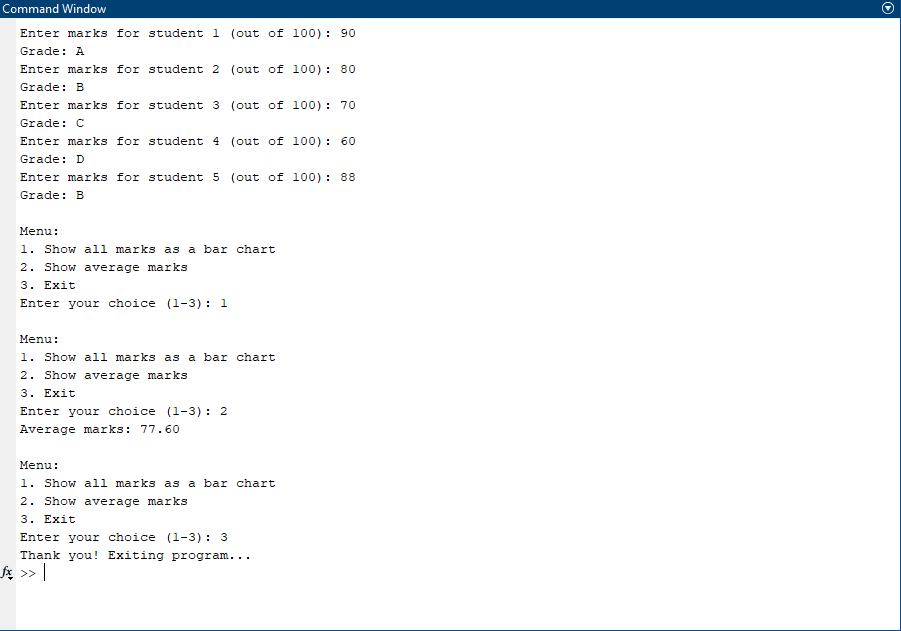 Command Window
Enter marks for student 1 (out of 100): 90
Grade: A
Enter marks for student 2 (out of 100): 80
Grade: B
Enter marks for student 3 (out of 100): 70
Grade: C
Enter marks for student 4 (out of 100): 60
Grade: D
Enter marks for student 5 (out of 100): 88
Grade: B
Menu:
1. Show all marks as a bar chart
2. Show average marks
3. Exit
Enter your choice (1-3): 1
Menu:
1. Show all marks as a bar chart
2. Show average marks
3. Exit
Enter your choice (1-3): 2
Average marks: 77.60
Menu:
1. Show all marks as a bar chart
2. Show average marks
3. Exit
Enter your choice (1-3): 3
Thank you! Exiting program...
fx >>